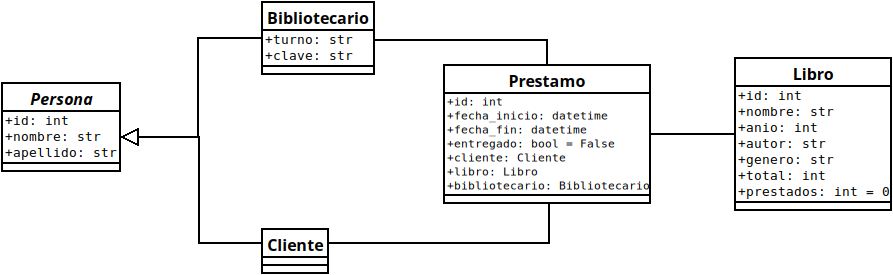 Persona
+id: int
+nombre: str
+apellido: str
Bibliotecario
+turno: str
+clave: str
Cliente
Prestamo
+id: int
+fecha_inicio: datetime
+fecha_fin: datetime
+entregado: bool = False
+cliente: Cliente
+libro: Libro
+bibliotecario: Bibliotecario
Libro
+id: int
+nombre: str
+anio: int
+autor: str
+genero: str
+total: int
+prestados: int = 0